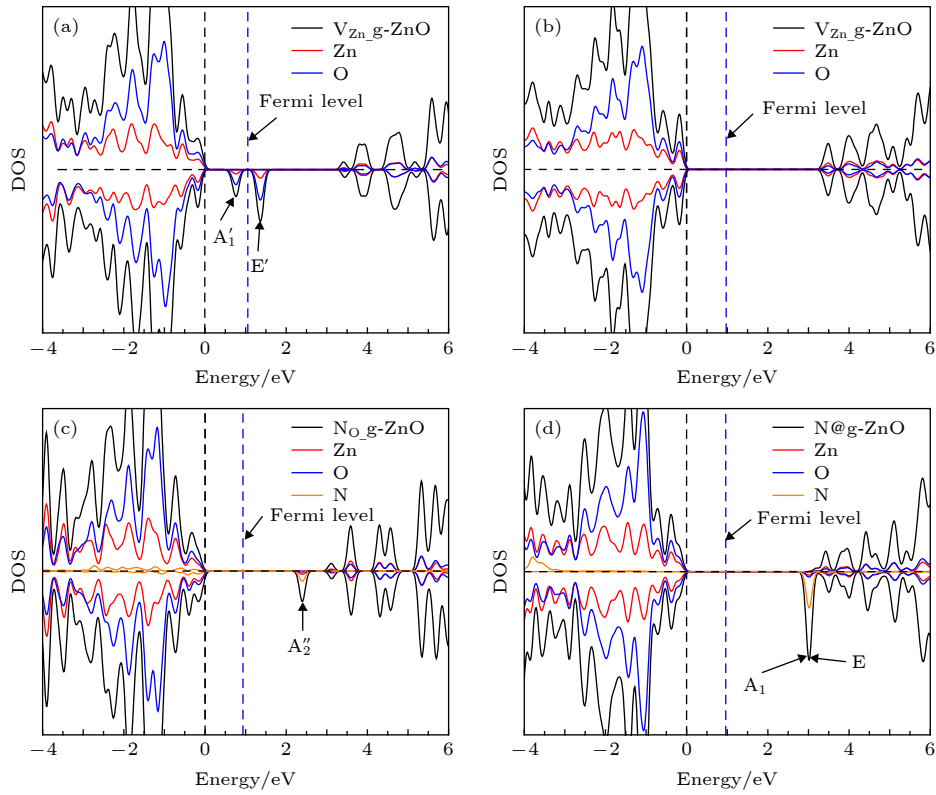 (a)
V_Zn_g-ZnO
Zn
O
Fermi level
A′₁
E′
DOS
−4 −2 0 2 4 6
Energy/eV
(b)
V_Zn_g-ZnO
Zn
O
Fermi level
DOS
−4 −2 0 2 4 6
Energy/eV
(c)
N_O_g-ZnO
Zn
O
N
Fermi level
A″₂
DOS
−4 −2 0 2 4 6
Energy/eV
(d)
N@g-ZnO
Zn
O
N
Fermi level
A₁
E
DOS
−4 −2 0 2 4 6
Energy/eV